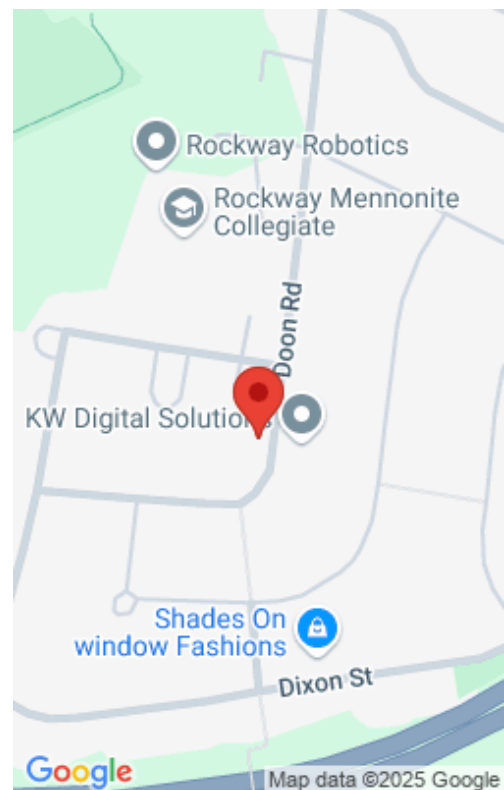 Rockway Robotics
Rockway Mennonite
Collegiate
Doon Rd
KW Digital Solutions
Shades On
window Fashions
Dixon St
Google
Map data ©2025 Google